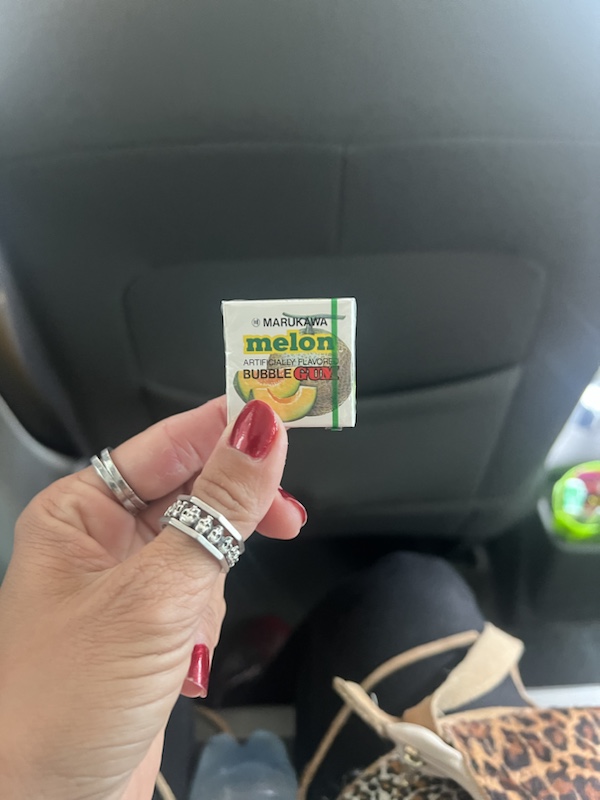 Ⓜ MARUKAWA
melon
ARTIFICIALLY FLAVORED
BUBBLE GUM